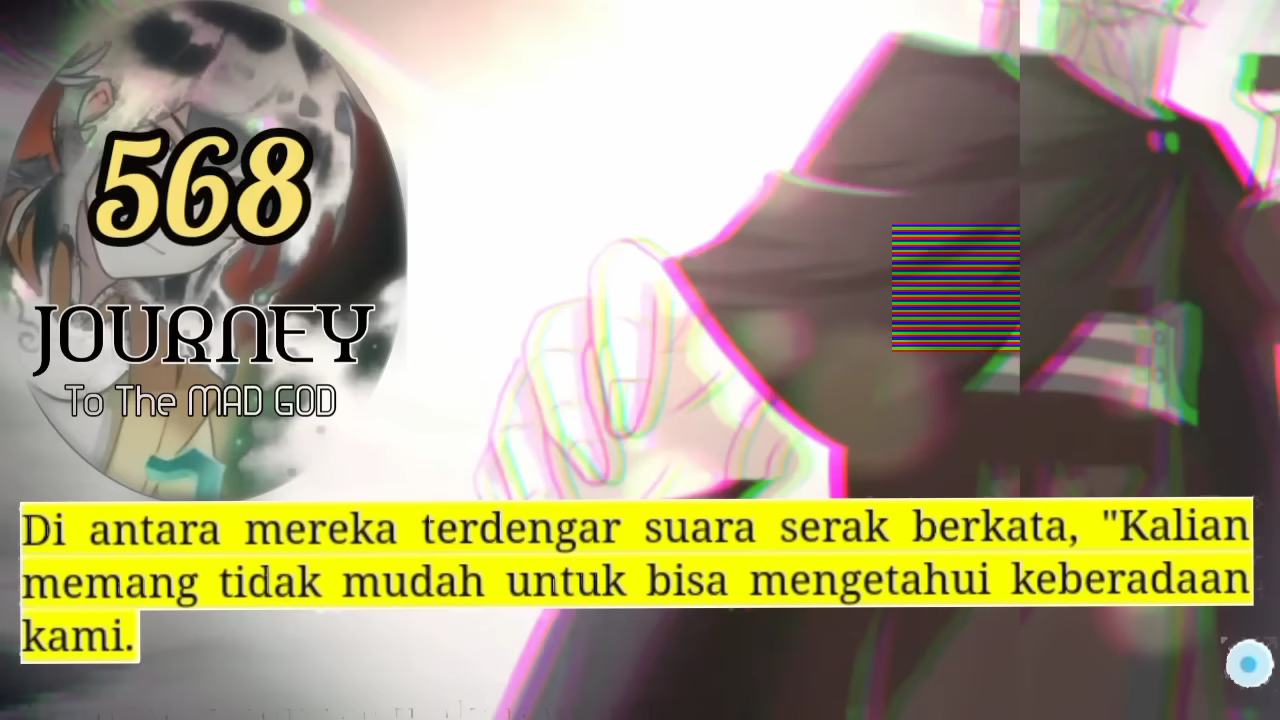 568
JOURNEY
To The MAD GOD
Di antara mereka terdengar suara serak berkata, "Kalian
memang tidak mudah untuk bisa mengetahui keberadaan
kami.